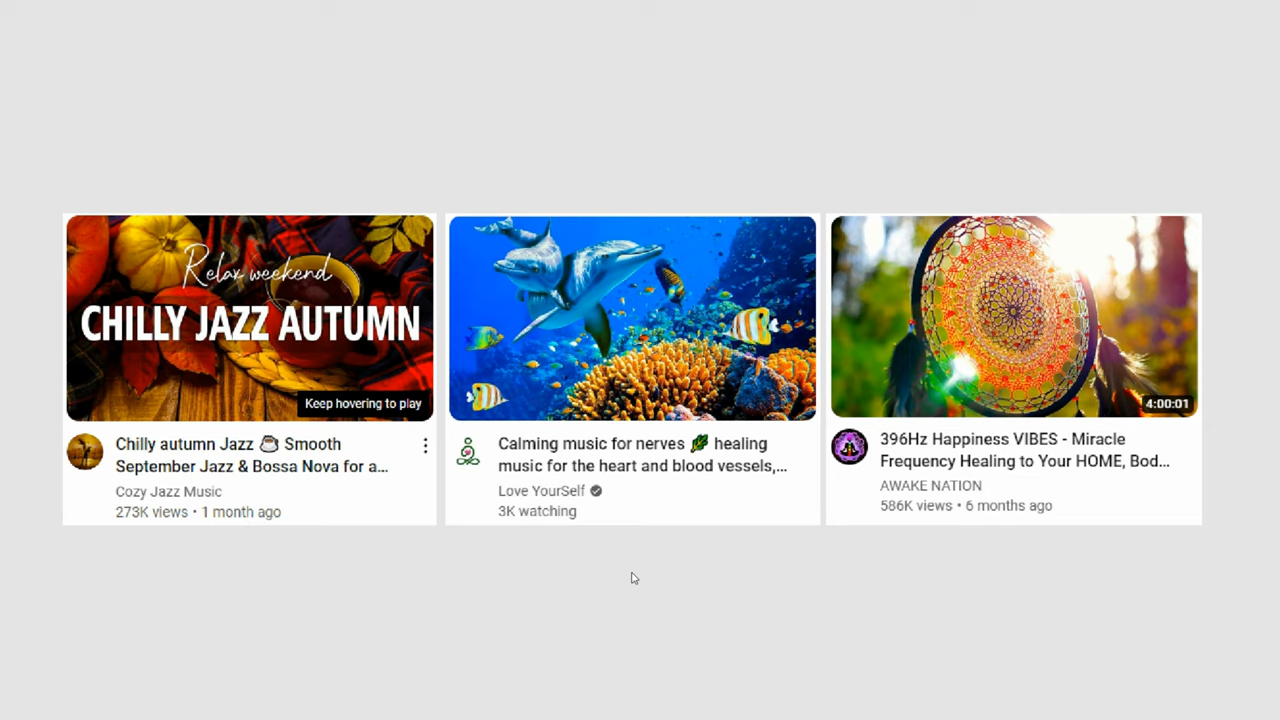 Relax weekend
CHILLY JAZZ AUTUMN
Keep hovering to play
Chilly autumn Jazz ☕ Smooth
September Jazz & Bossa Nova for a...
Cozy Jazz Music
273K views • 1 month ago
Calming music for nerves 🌿 healing
music for the heart and blood vessels,...
Love YourSelf
3K watching
4:00:01
396Hz Happiness VIBES - Miracle
Frequency Healing to Your HOME, Bod...
AWAKE NATION
586K views • 6 months ago